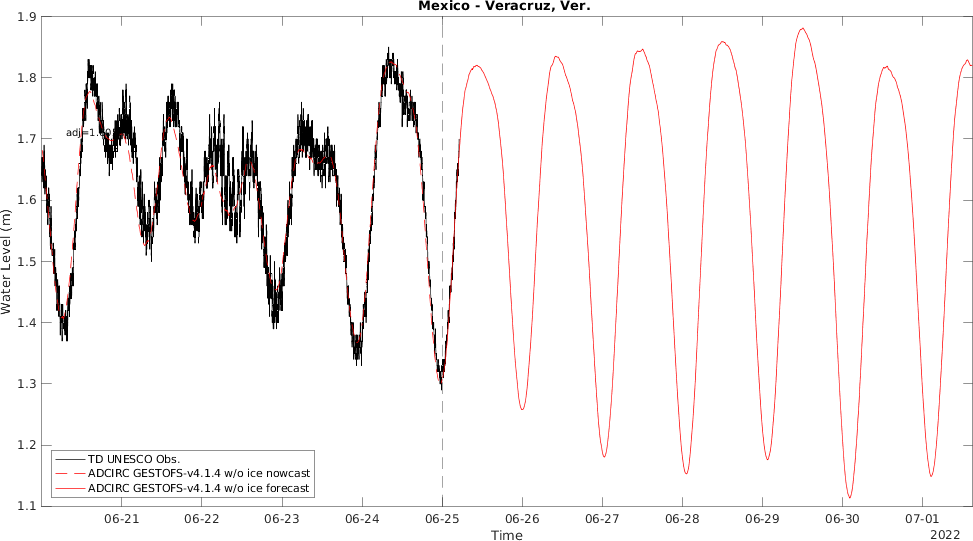 Mexico - Veracruz, Ver.
1.9
1.8
1.7
1.6
1.5
1.4
1.3
1.2
1.1
Water Level (m)
TD UNESCO Obs.
ADCIRC GESTOFS-v4.1.4 w/o ice nowcast
ADCIRC GESTOFS-v4.1.4 w/o ice forecast
06-21 06-22 06-23 06-24 06-25 06-26 06-27 06-28 06-29 06-30 07-01
Time
2022